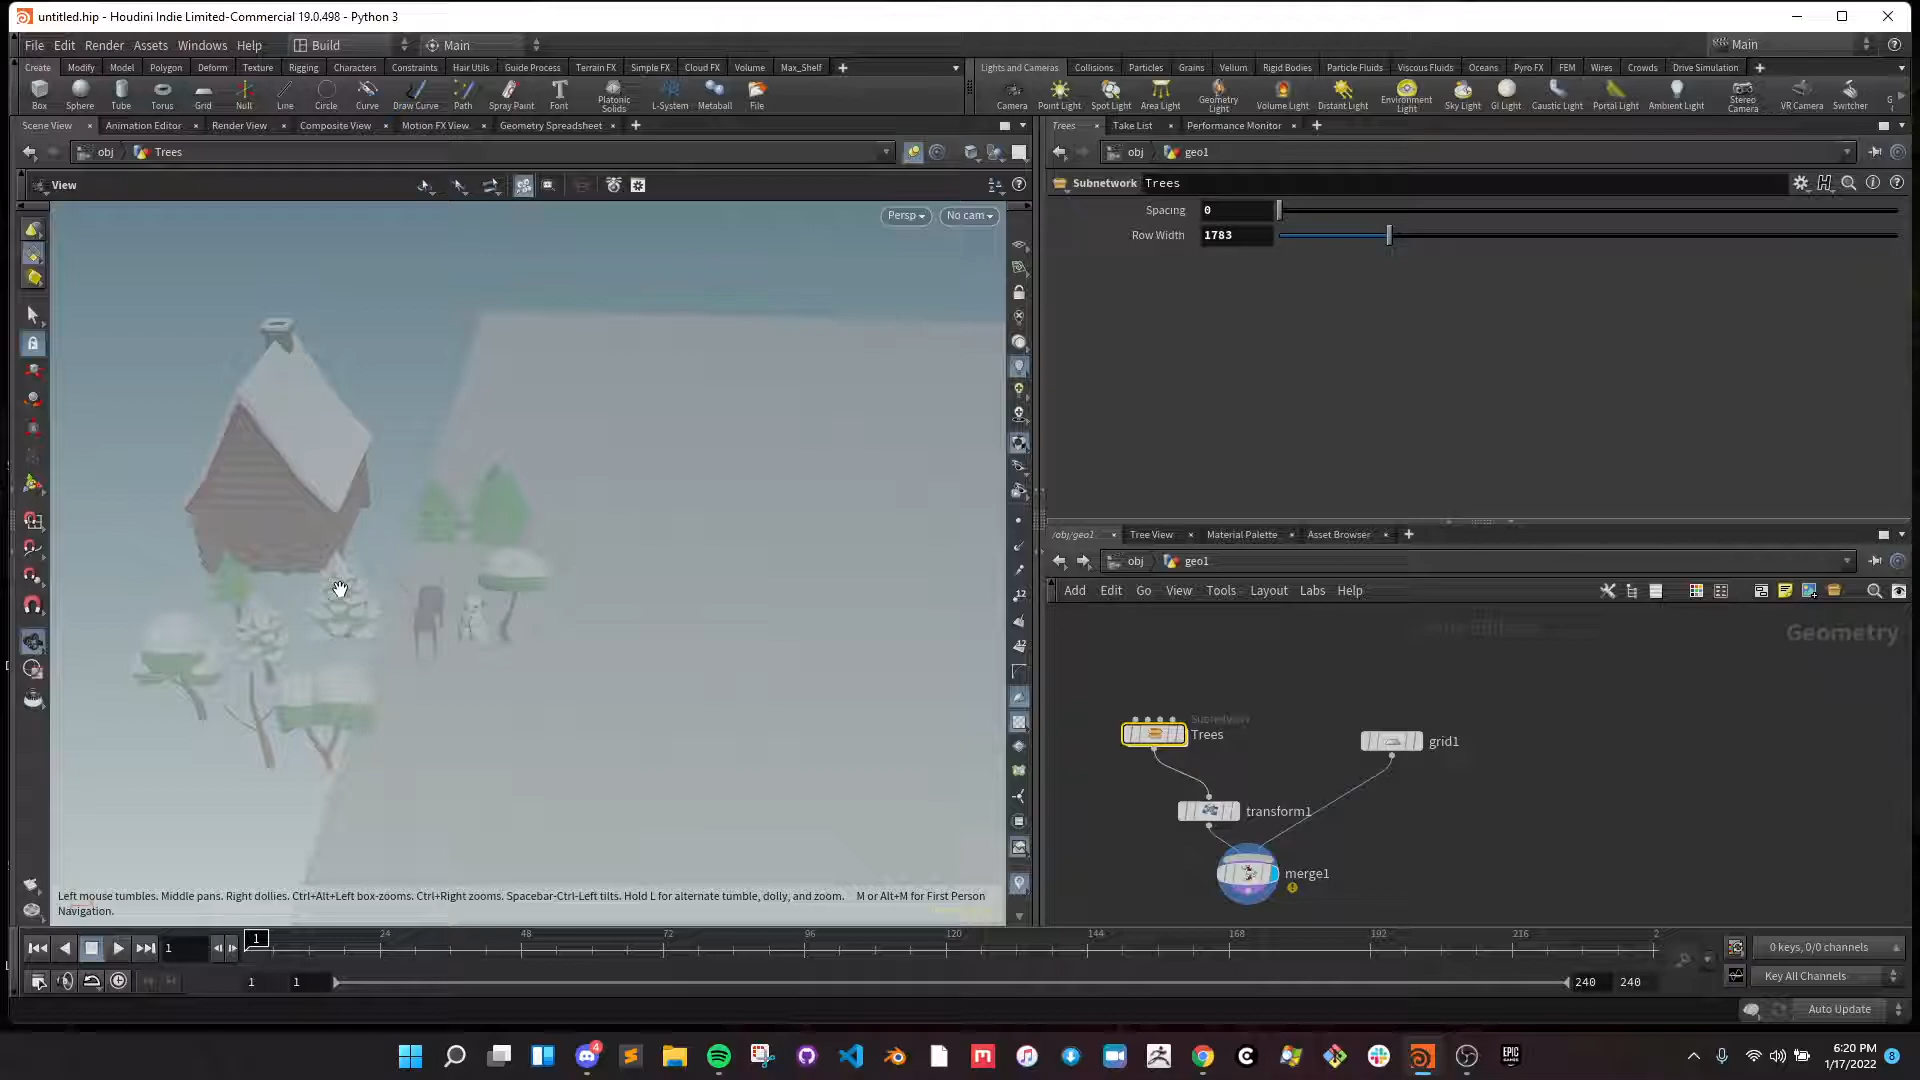 untitled.hip - Houdini Indie Limited-Commercial 19.0.498 - Python 3
File Edit Render Assets Windows Help Build Main Main
Create Modify Model Polygon Deform Texture Rigging Characters Constraints Hair Utils Guide Process Terrain FX Simple FX Cloud FX Volume Max_Shelf
Lights and Cameras Collisions Particles Grains Vellum Rigid Bodies Particle Fluids Viscous Fluids Oceans Pyro FX FEM Wires Crowds Drive Simulation
Box Sphere Tube Torus Grid Null Line Circle Curve Draw Curve Path Spray Paint Font Platonic Solids L-System Metaball File
Camera Point Light Spot Light Area Light Geometry Light Volume Light Distant Light Environment Light Sky Light GI Light Caustic Light Portal Light Ambient Light Stereo Camera VR Camera Switcher
Scene View Animation Editor Render View Composite View Motion FX View Geometry Spreadsheet
Trees Take List Performance Monitor
obj Trees
obj geo1
View
Subnetwork Trees
Persp No cam
Spacing 0
Row Width 1783
/obj/geo1 Tree View Material Palette Asset Browser
obj geo1
Add Edit Go View Tools Layout Labs Help
Geometry
Subnetwork
Trees
grid1
transform1
merge1
12
12
Left mouse tumbles. Middle pans. Right dollies. Ctrl+Alt+Left box-zooms. Ctrl+Right zooms. Spacebar-Ctrl-Left tilts. Hold L for alternate tumble, dolly, and zoom. M or Alt+M for First Person
Navigation.
1 1 24 48 72 96 120 144 168 192 216 2
0 keys, 0/0 channels
1 1 240 240
Key All Channels
Auto Update
4
EPIC GAMES
6:20 PM
1/17/2022
8